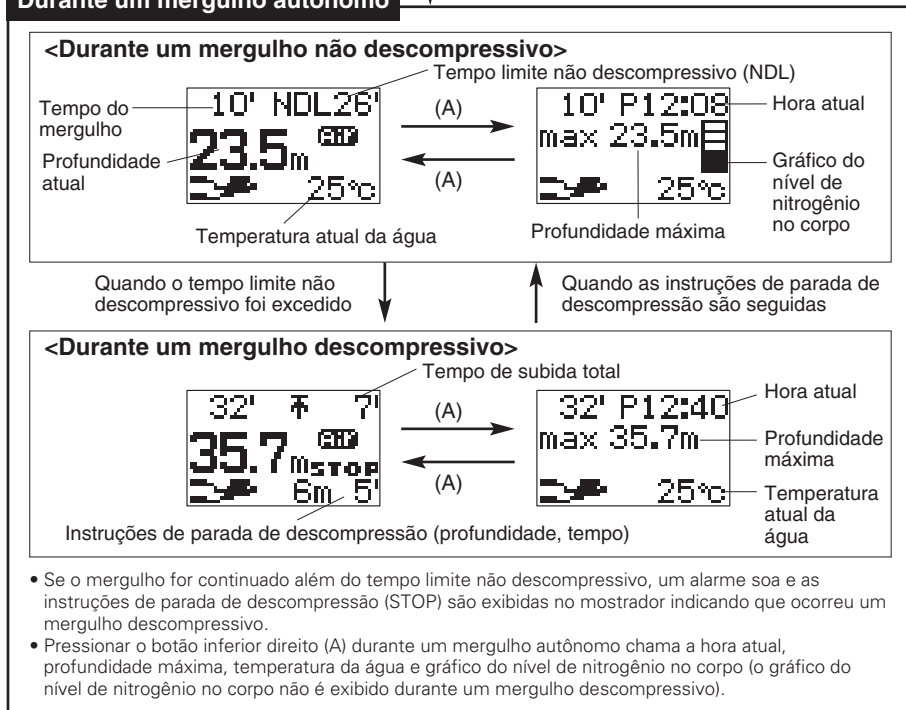 Durante um mergulho autônomo
<Durante um mergulho não descompressivo>
Tempo limite não descompressivo (NDL)
Tempo do
mergulho
Profundidade
atual
10' NDL26'
23.5m AIR
25°C
Temperatura atual da água
(A)
(A)
10' P12:08
max 23.5m
25°C
Profundidade máxima
Hora atual
Gráfico do
nível de
nitrogênio
no corpo
Quando o tempo limite não
descompressivo foi excedido
Quando as instruções de parada de
descompressão são seguidas
<Durante um mergulho descompressivo>
Tempo de subida total
32' 7'
35.7m AIR
STOP
6m 5'
Instruções de parada de descompressão (profundidade, tempo)
(A)
(A)
32' P12:40
max 35.7m
25°C
Hora atual
Profundidade
máxima
Temperatura
atual da
água
• Se o mergulho for continuado além do tempo limite não descompressivo, um alarme soa e as
instruções de parada de descompressão (STOP) são exibidas no mostrador indicando que ocorreu um
mergulho descompressivo.
• Pressionar o botão inferior direito (A) durante um mergulho autônomo chama a hora atual,
profundidade máxima, temperatura da água e gráfico do nível de nitrogênio no corpo (o gráfico do
nível de nitrogênio no corpo não é exibido durante um mergulho descompressivo).